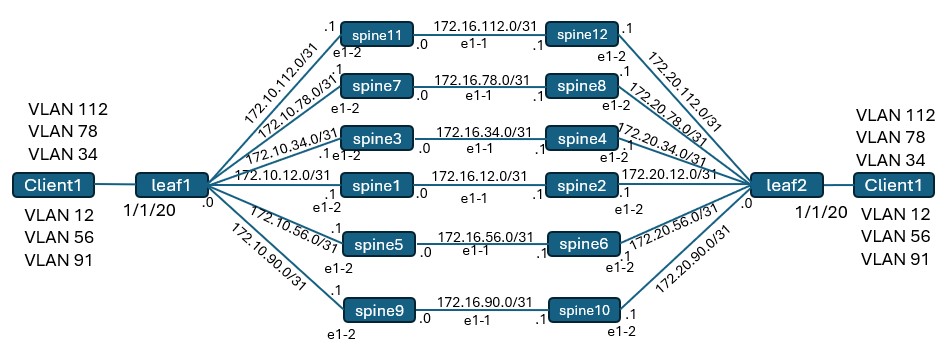 .1
spine11
172.16.112.0/31
spine12
.1
e1-2
.0
e1-1
.1
e1-2
172.10.112.0/31
172.20.112.0/31
.1
spine7
172.16.78.0/31
spine8
.1
e1-2
.0
e1-1
.1
e1-2
172.10.78.0/31
172.20.78.0/31
VLAN 112
VLAN 78
VLAN 34
VLAN 112
VLAN 78
VLAN 34
172.10.34.0/31
.1
e1-2
spine3
172.16.34.0/31
spine4
.0
e1-1
.1
e1-2
.1
172.20.34.0/31
Client1
leaf1
172.10.12.0/31
spine1
172.16.12.0/31
spine2
172.20.12.0/31
leaf2
Client1
1/1/20
.0
.1
e1-2
.0
e1-1
.1
.1
e1-2
.0
1/1/20
VLAN 12
VLAN 56
VLAN 91
VLAN 12
VLAN 56
VLAN 91
172.10.56.0/31
.1
spine5
172.16.56.0/31
spine6
172.20.56.0/31
e1-2
.0
e1-1
.1
.1
e1-2
172.10.90.0/31
172.20.90.0/31
.1
spine9
172.16.90.0/31
spine10
.1
e1-2
.0
e1-1
.1
e1-2